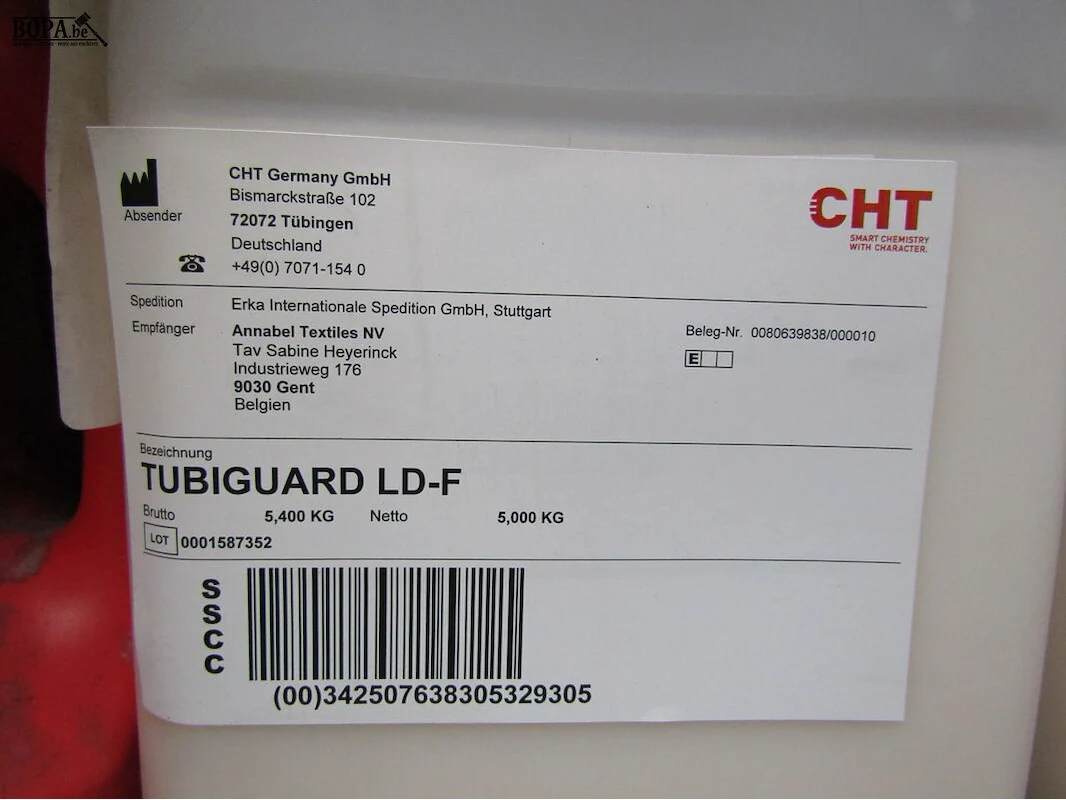 BOPA.be
CHT Germany GmbH
Bismarckstraße 102
Absender
72072 Tübingen
Deutschland
+49(0) 7071-154 0
CHT
SMART CHEMISTRY
WITH CHARACTER.
Spedition Erka Internationale Spedition GmbH, Stuttgart
Empfänger Annabel Textiles NV
Tav Sabine Heyerinck
Industrieweg 176
9030 Gent
Belgien
Beleg-Nr. 0080639838/000010
E
Bezeichnung
TUBIGUARD LD-F
Brutto 5,400 KG Netto 5,000 KG
LOT 0001587352
SSCC
(00)342507638305329305